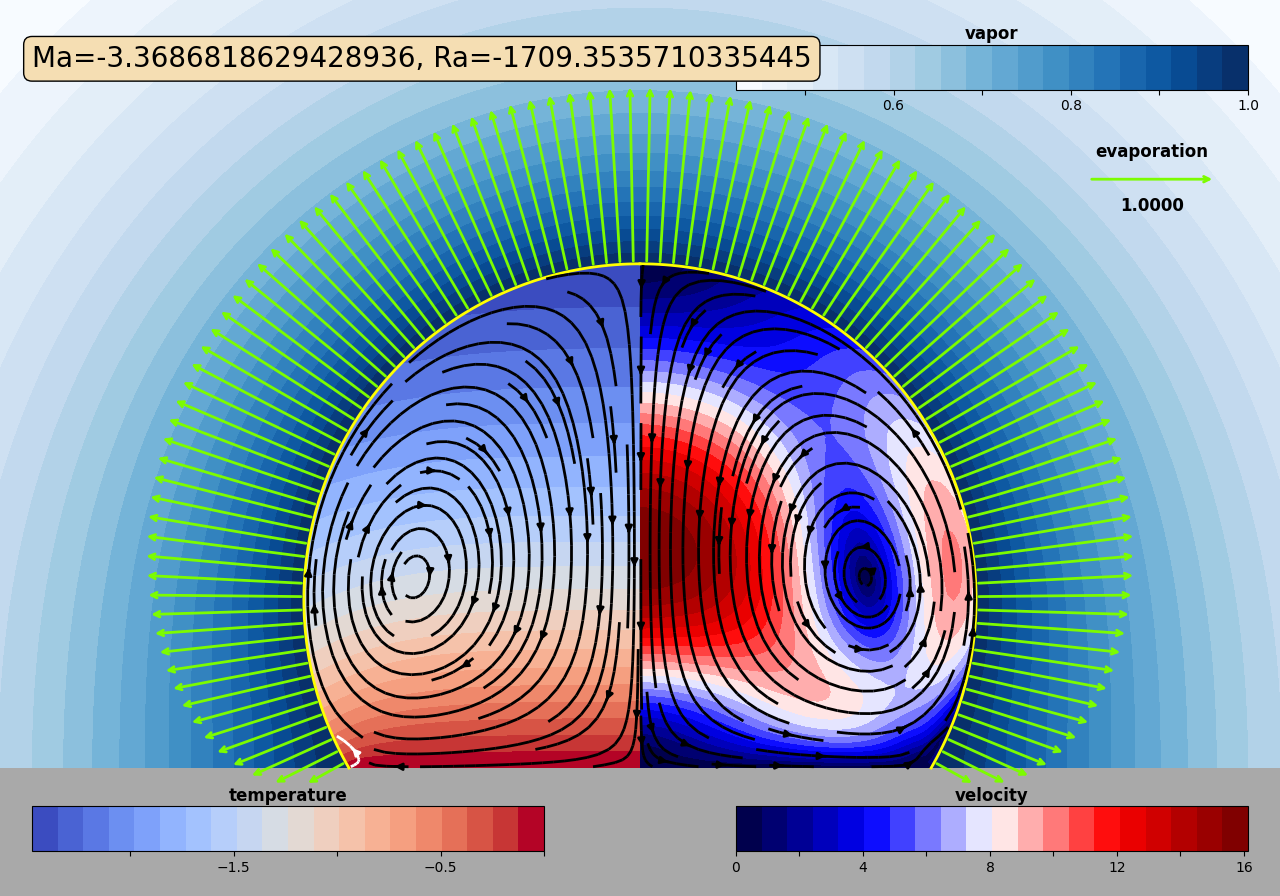 Ma=-3.3686818629428936, Ra=-1709.3535710335445
vapor
0.6 0.8 1.0
evaporation
1.0000
temperature
−1.5 −0.5
velocity
0 4 8 12 16